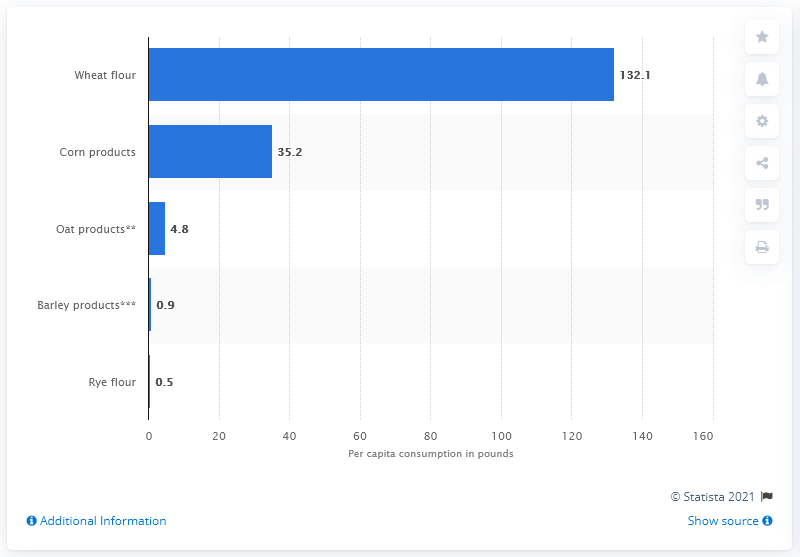 Wheat flour 132.1
Corn products 35.2
Oat products** 4.8
Barley products*** 0.9
Rye flour 0.5
0 20 40 60 80 100 120 140 160
Per capita consumption in pounds
© Statista 2021
Additional Information Show source